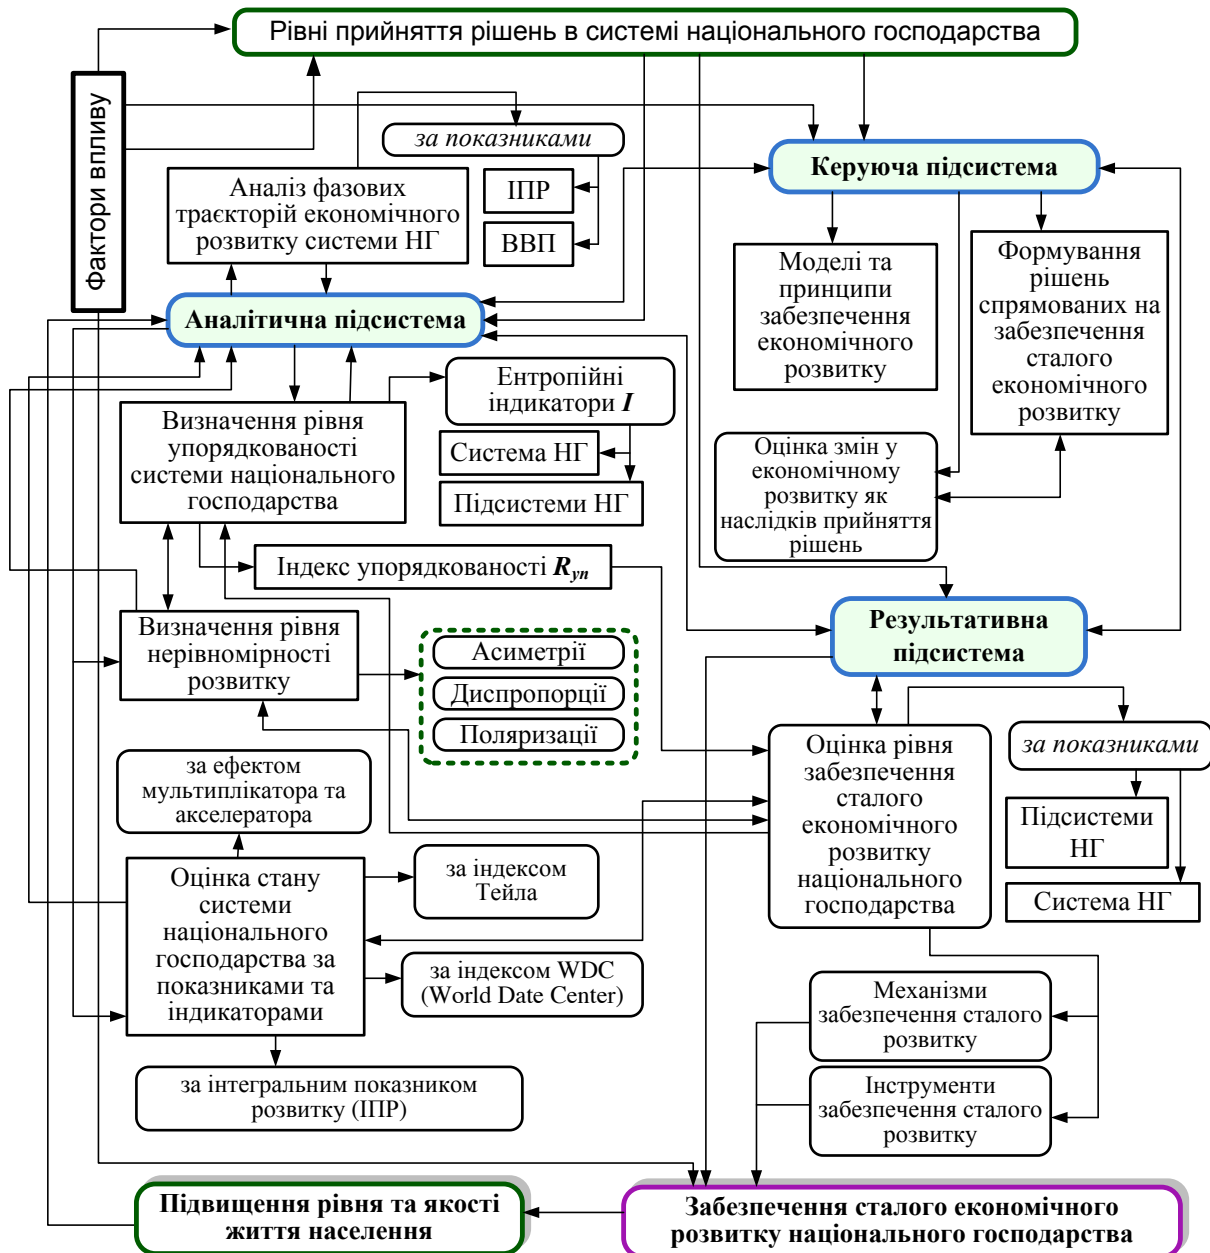 Рівні прийняття рішень в системі національного господарства
Фактори впливу
за показниками
ІПР
ВВП
Аналіз фазових
траєкторій економічного
розвитку системи НГ
Керуюча підсистема
Моделі та
принципи
забезпечення
економічного
розвитку
Формування
рішень
спрямованих на
забезпечення
сталого
економічного
розвитку
Аналітична підсистема
Ентропійні
індикатори I
Система НГ
Підсистеми НГ
Визначення рівня
упорядкованості
системи національного
господарства
Оцінка змін у
економічному
розвитку як
наслідків прийняття
рішень
Індекс упорядкованості Rуп
Визначення рівня
нерівномірності
розвитку
Асиметрії
Диспропорції
Поляризації
Результативна
підсистема
Оцінка рівня
забезпечення
сталого
економічного
розвитку
національного
господарства
за показниками
Підсистеми
НГ
Система НГ
за ефектом
мультиплікатора та
акселератора
Оцінка стану
системи
національного
господарства за
показниками та
індикаторами
за індексом
Тейла
за індексом WDC
(World Date Center)
за інтегральним показником
розвитку (ІПР)
Механізми
забезпечення сталого
розвитку
Інструменти
забезпечення сталого
розвитку
Підвищення рівня та якості
життя населення
Забезпечення сталого економічного
розвитку національного господарства